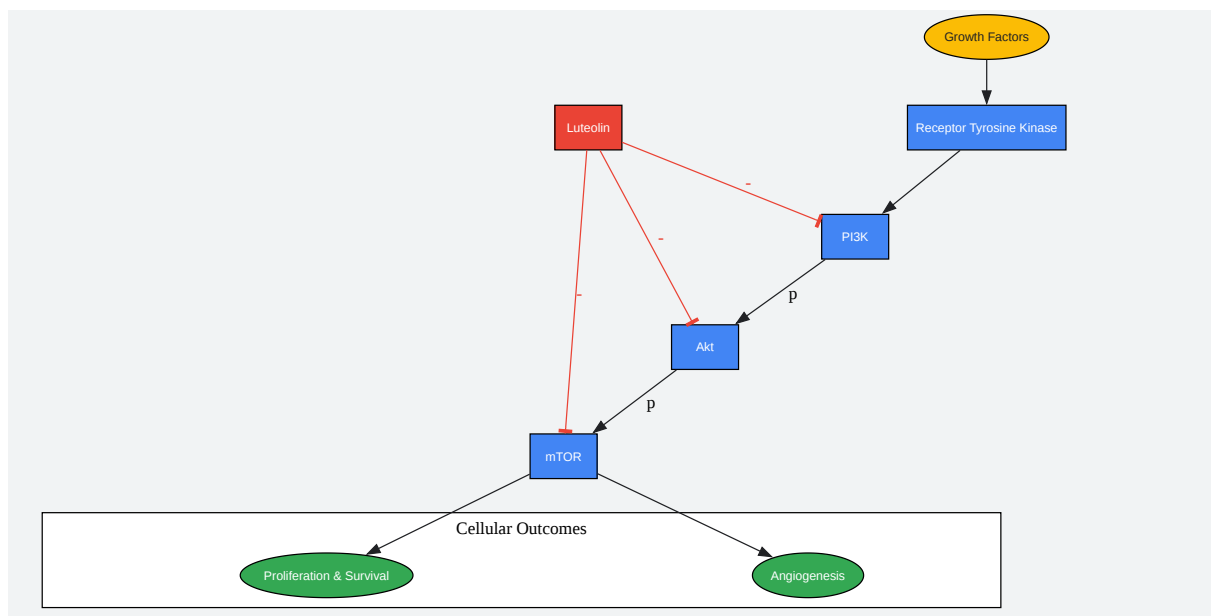 Growth Factors
Luteolin
Receptor Tyrosine Kinase
-
PI3K
-
-
p
Akt
p
mTOR
Cellular Outcomes
Proliferation & Survival
Angiogenesis